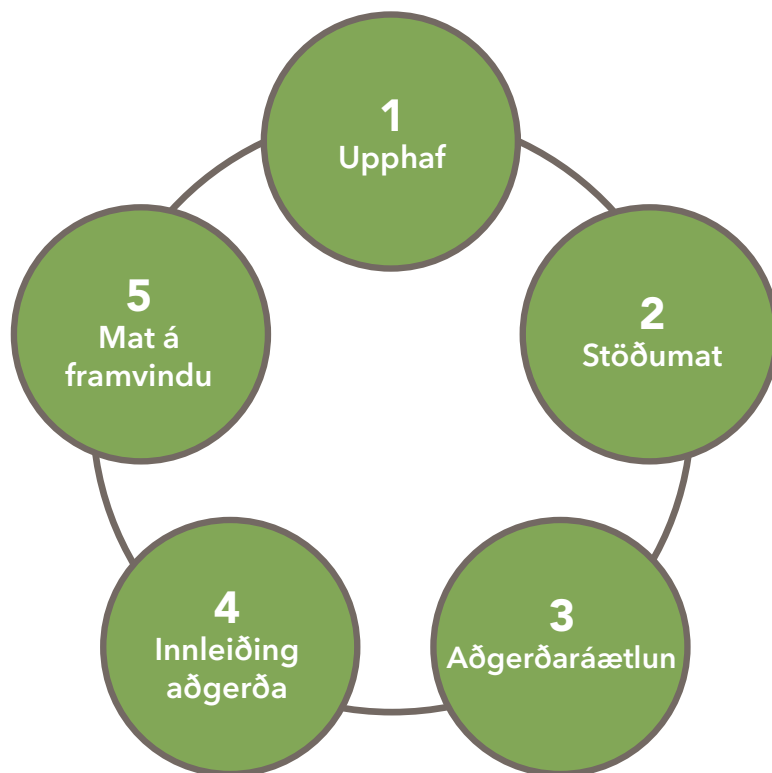 1
Upphaf
2
Stöðumat
3
Aðgerðaráætlun
4
Innleiðing
aðgerða
5
Mat á
framvindu